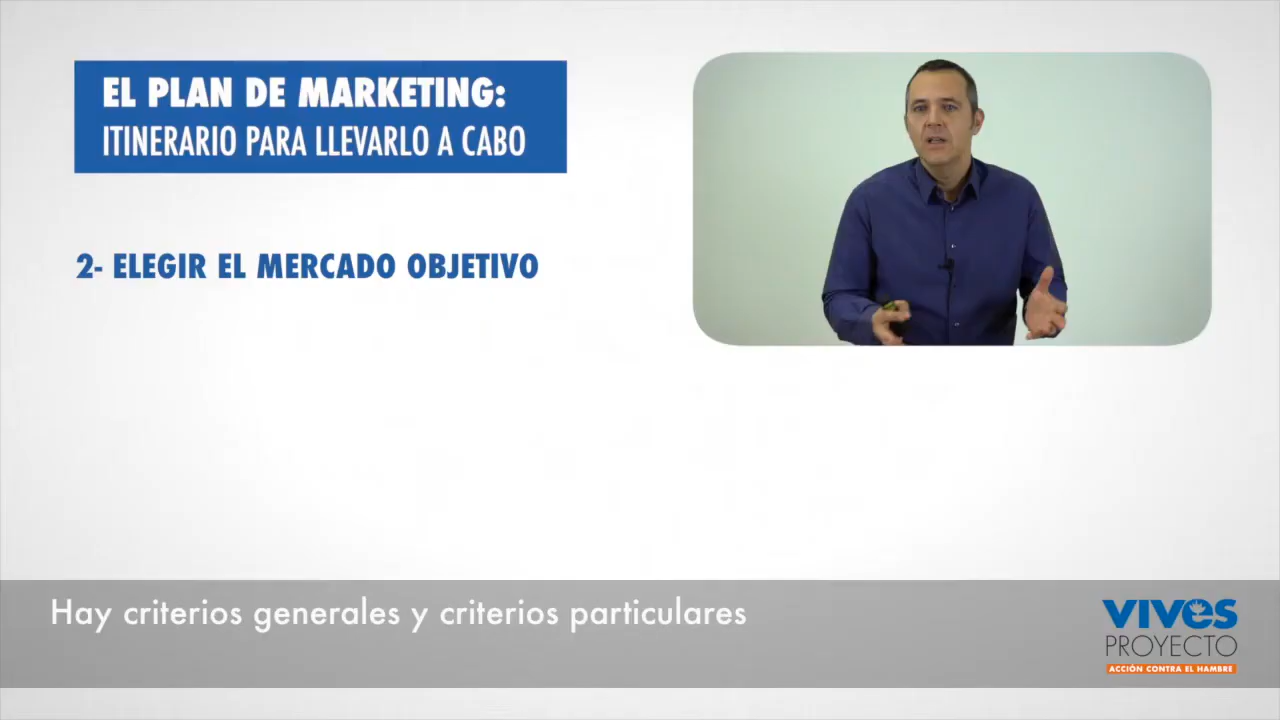 EL PLAN DE MARKETING:
ITINERARIO PARA LLEVARLO A CABO
2- ELEGIR EL MERCADO OBJETIVO
Hay criterios generales y criterios particulares
VIVES
PROYECTO
ACCIÓN CONTRA EL HAMBRE